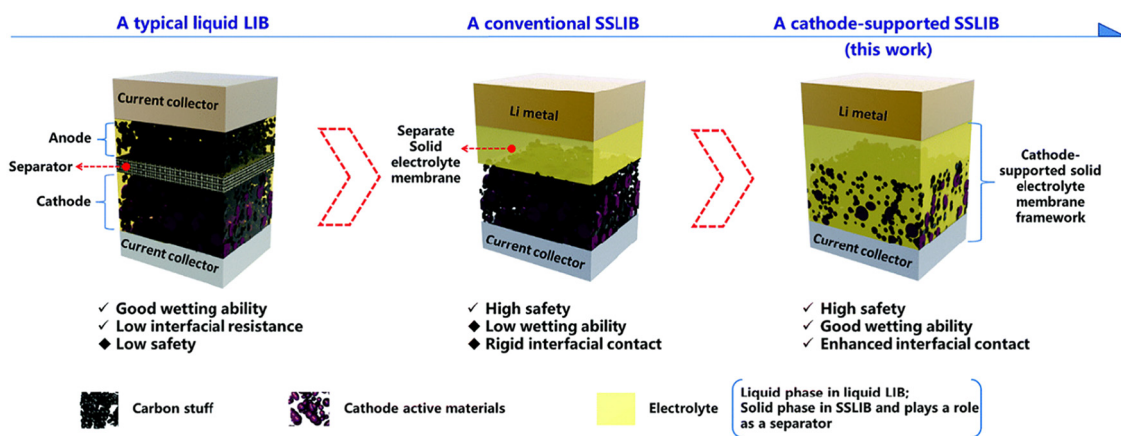 A typical liquid LIB
A conventional SSLIB
A cathode-supported SSLIB
(this work)
Current collector
Anode
Separator
Cathode
Current collector
Li metal
Separate
Solid
electrolyte
membrane
Current collector
Li metal
Cathode-
supported solid
electrolyte
membrane
framework
Current collector
✓ Good wetting ability
✓ Low interfacial resistance
◆ Low safety
✓ High safety
◆ Low wetting ability
◆ Rigid interfacial contact
✓ High safety
✓ Good wetting ability
✓ Enhanced interfacial contact
Carbon stuff
Cathode active materials
Electrolyte
Liquid phase in liquid LIB;
Solid phase in SSLIB and plays a role
as a separator